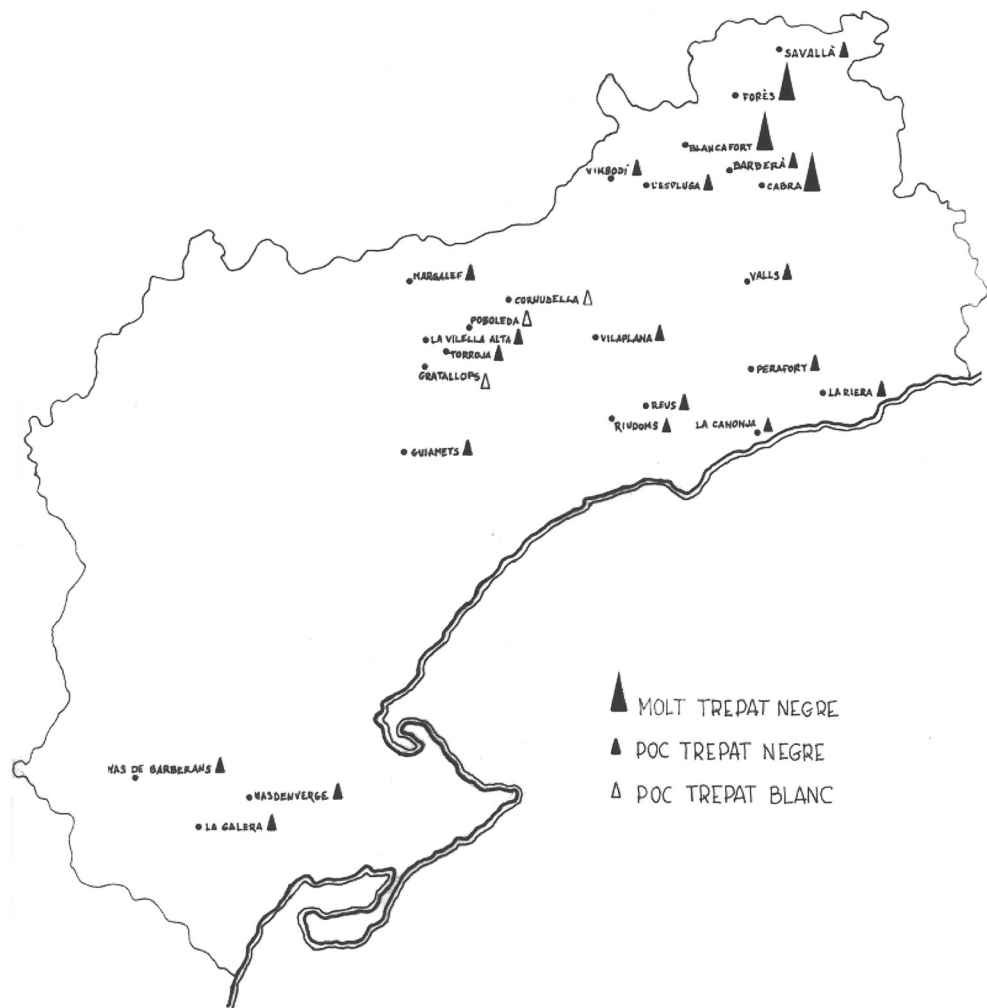 SAVALLÀ
FORÈS
BLANCAFORT
BARBERÀ
VIMBODÍ
L'ESPLUGA
CABRA
MARGALEF
VALLS
CORNUDELLA
POBOLEDA
LA VILELLA ALTA
VILAPLANA
TORROJA
GRATALLOPS
PERAFORT
LA RIERA
REUS
RIUDOMS
LA CANONJA
GUIAMETS
MOLT TREPAT NEGRE
POC TREPAT NEGRE
POC TREPAT BLANC
MAS DE BARBERANS
MASDENVERGE
LA GALERA